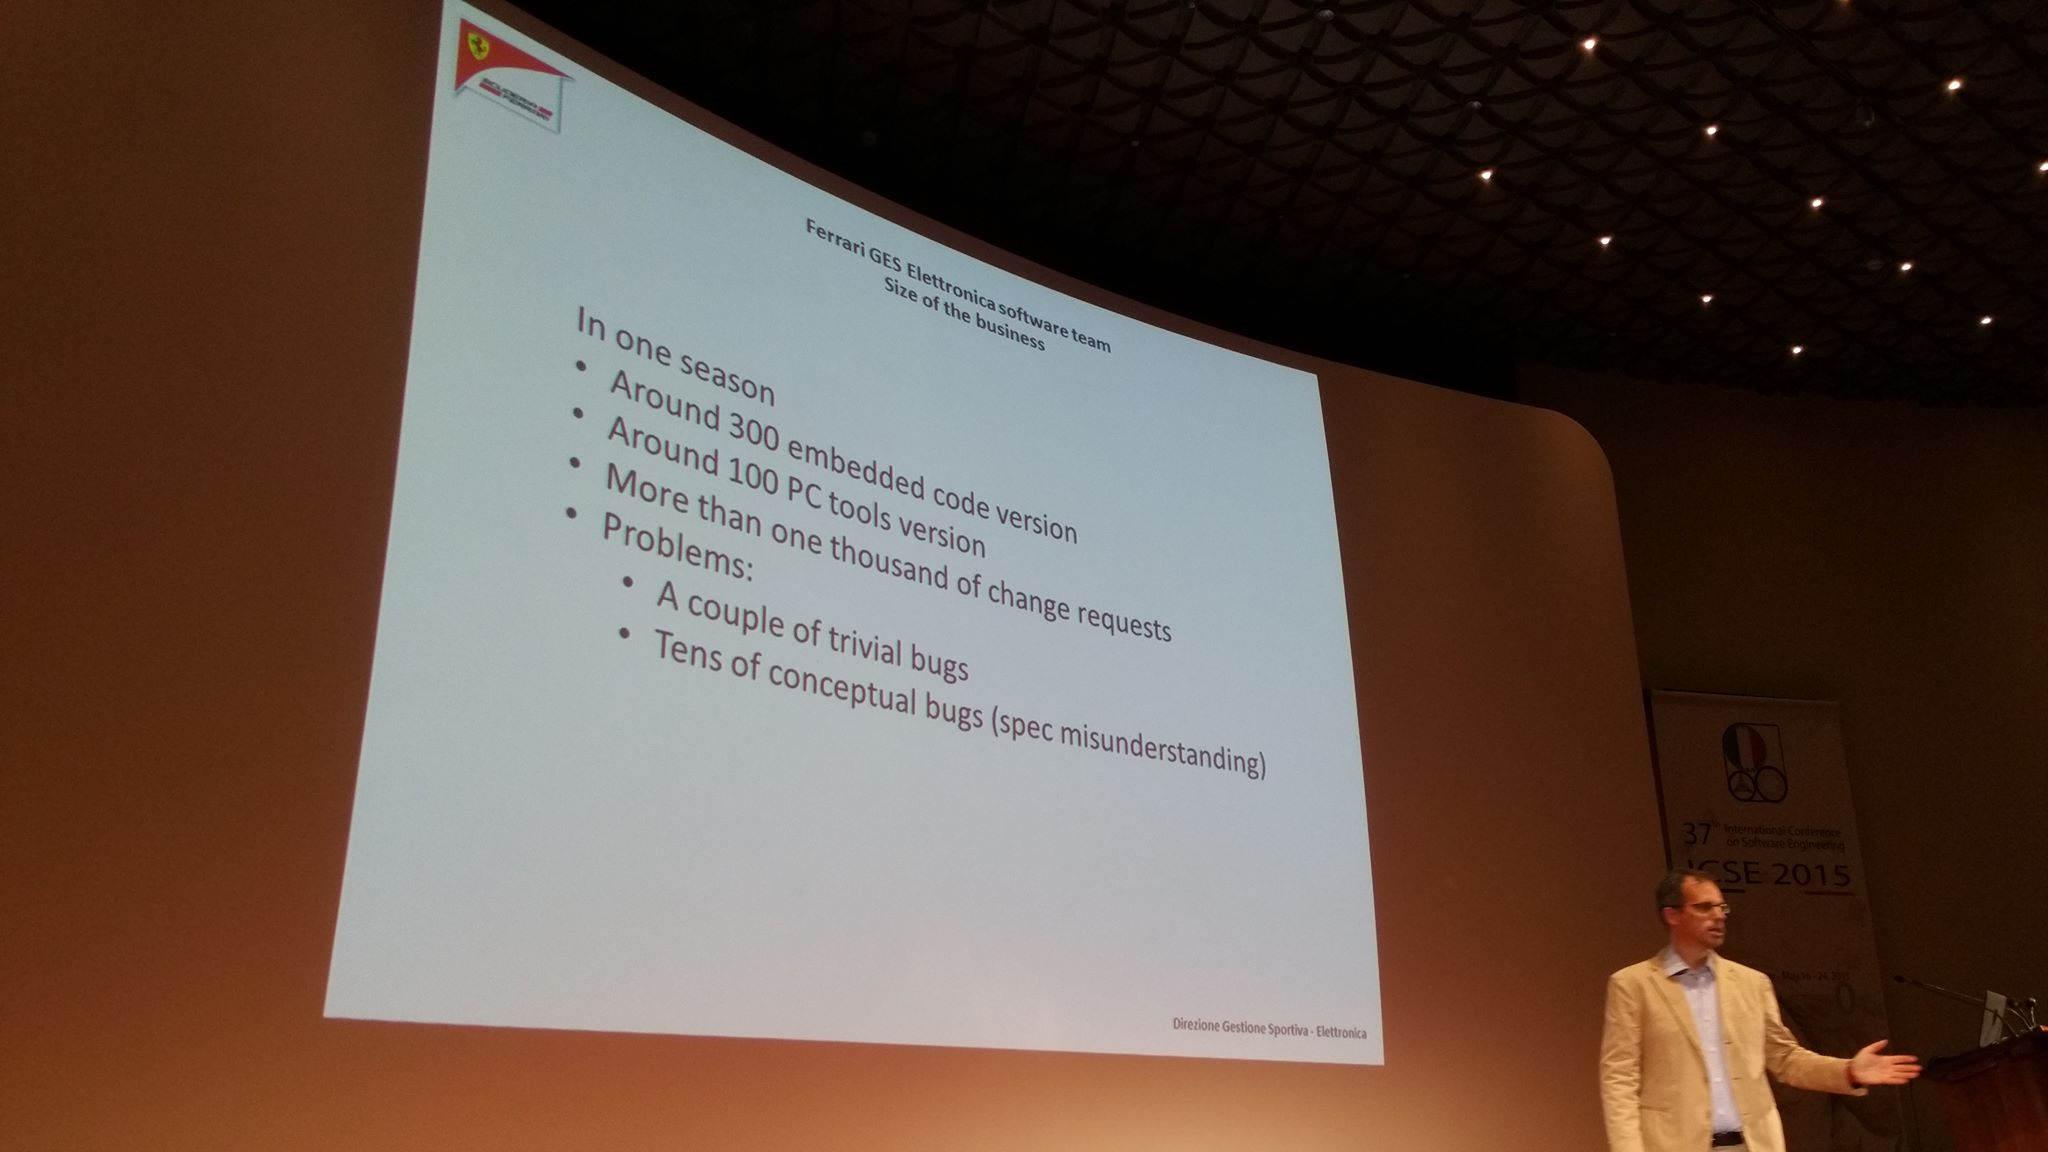 SCUDERIA
FERRARI
Ferrari GES Elettronica software team
Size of the business
In one season
• Around 300 embedded code version
• Around 100 PC tools version
• More than one thousand of change requests
• Problems:
• A couple of trivial bugs
• Tens of conceptual bugs (spec misunderstanding)
Direzione Gestione Sportiva - Elettronica
37th International Conference
on Software Engineering
ICSE 2015
May 16 - 24, 2015